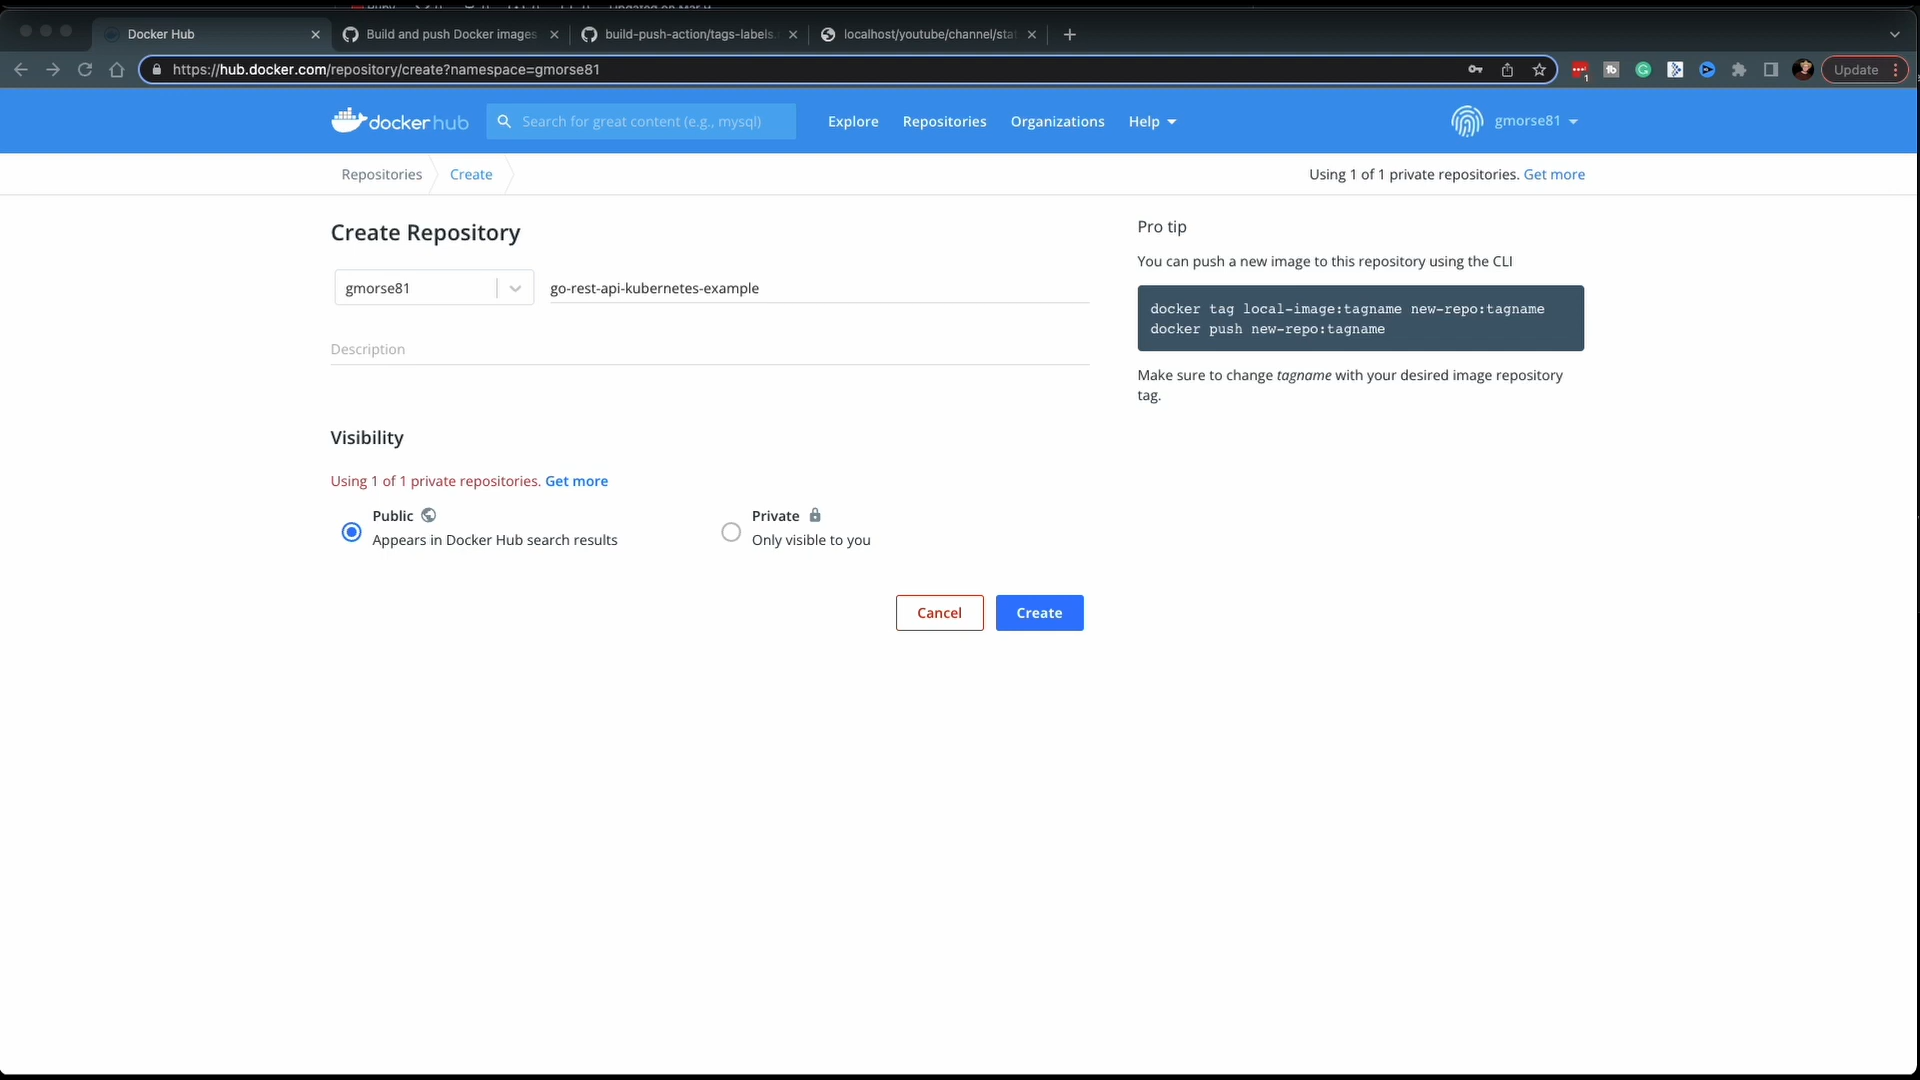 Docker Hub
Build and push Docker images
build-push-action/tags-labels.
localhost/youtube/channel/sta
https://hub.docker.com/repository/create?namespace=gmorse81
1
Update
docker hub
Search for great content (e.g., mysql)
Explore
Repositories
Organizations
Help
gmorse81
Repositories
Create
Using 1 of 1 private repositories. Get more
Create Repository
gmorse81
go-rest-api-kubernetes-example
Description
Visibility
Using 1 of 1 private repositories. Get more
Public
Appears in Docker Hub search results
Private
Only visible to you
Cancel
Create
Pro tip
You can push a new image to this repository using the CLI
docker tag local-image:tagname new-repo:tagname
docker push new-repo:tagname
Make sure to change tagname with your desired image repository
tag.